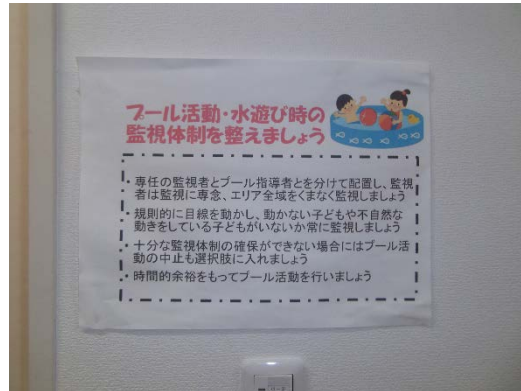 プール活動・水遊び時の
監視体制を整えましょう
・専任の監視者とプール指導者とを分けて配置し、監視
者は監視に専念、エリア全域をくまなく監視しましょう
・規則的に目線を動かし、動かない子どもや不自然な
動きをしている子どもがいないか常に監視しましょう
・十分な監視体制の確保ができない場合にはプール活
動の中止も選択肢に入れましょう
・時間的余裕をもってプール活動を行いましょう